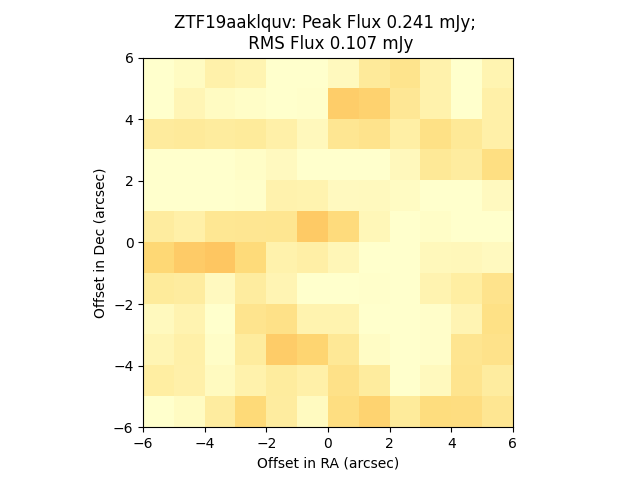 ZTF19aaklquv: Peak Flux 0.241 mJy;
RMS Flux 0.107 mJy
6
4
2
0
−2
−4
−6
Offset in Dec (arcsec)
−6 −4 −2 0 2 4 6
Offset in RA (arcsec)